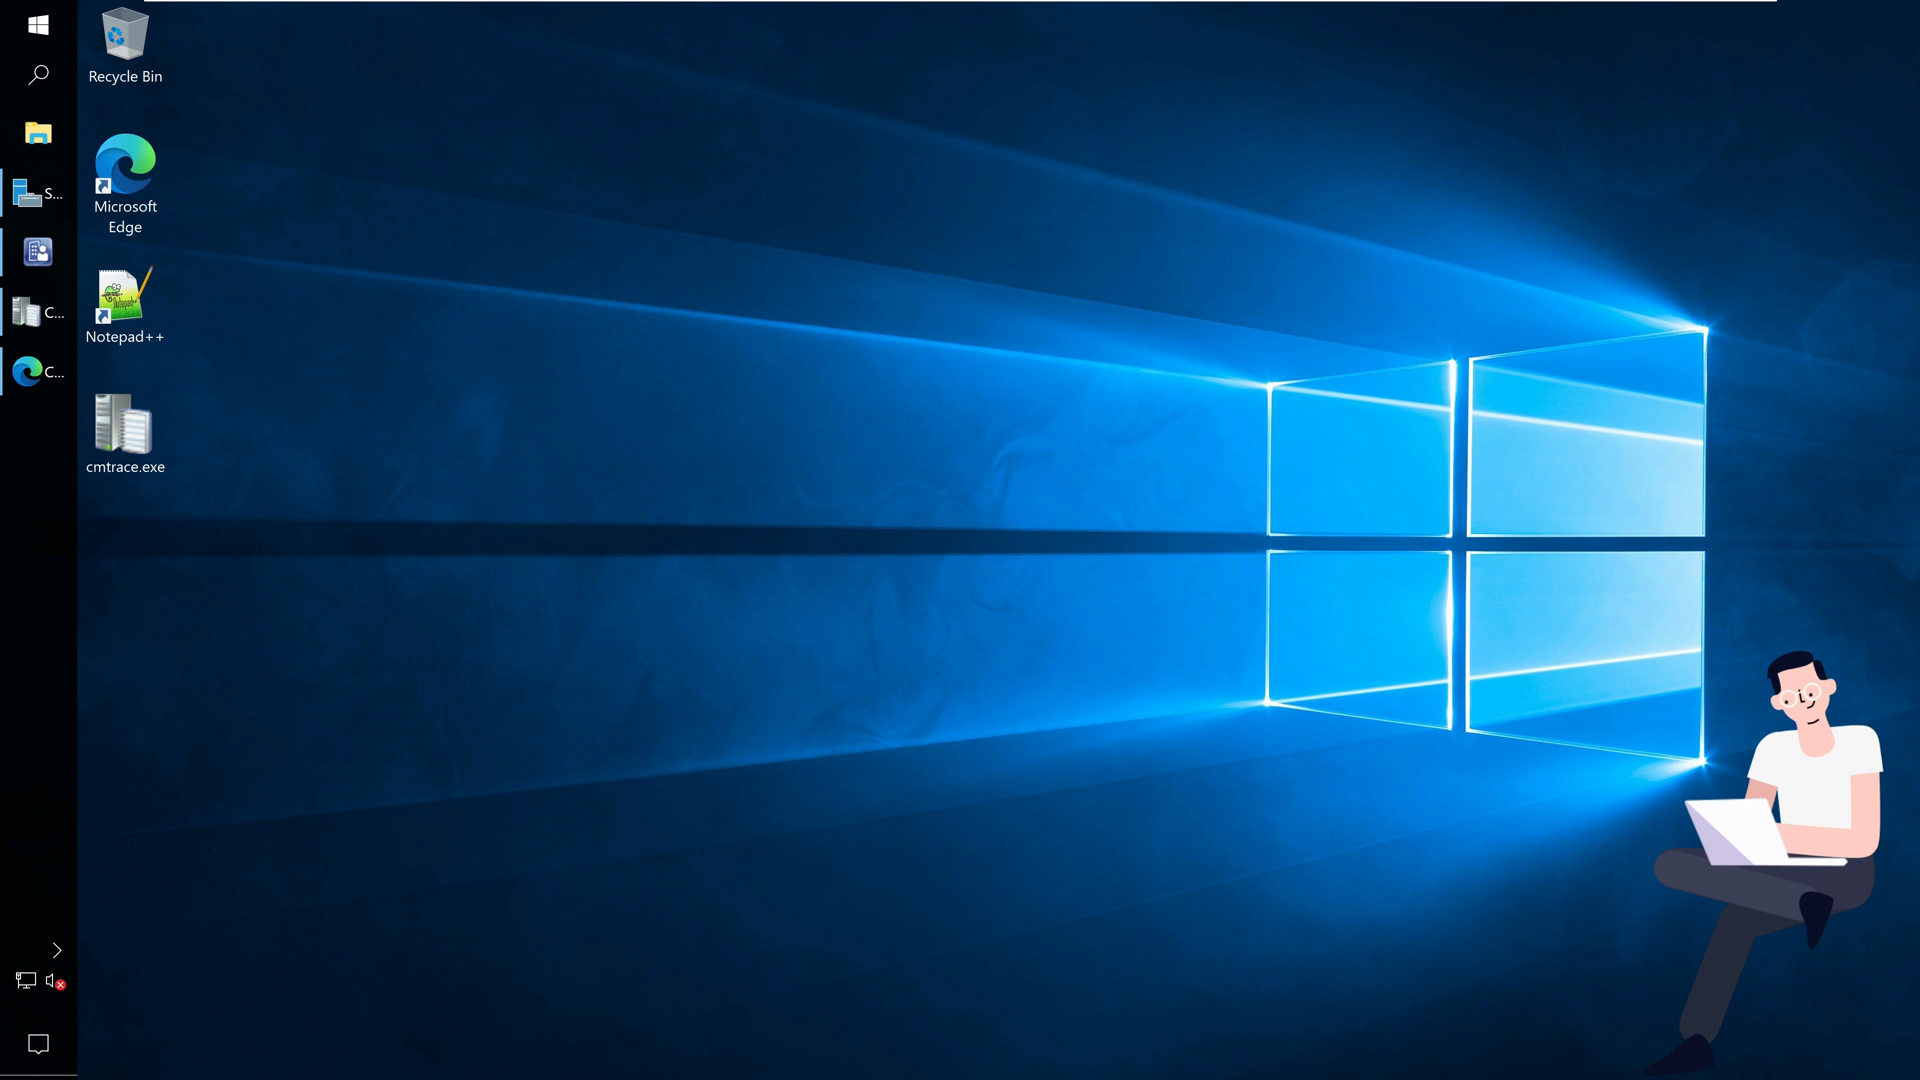 Recycle Bin
S...
Microsoft
Edge
C...
Notepad++
C...
cmtrace.exe